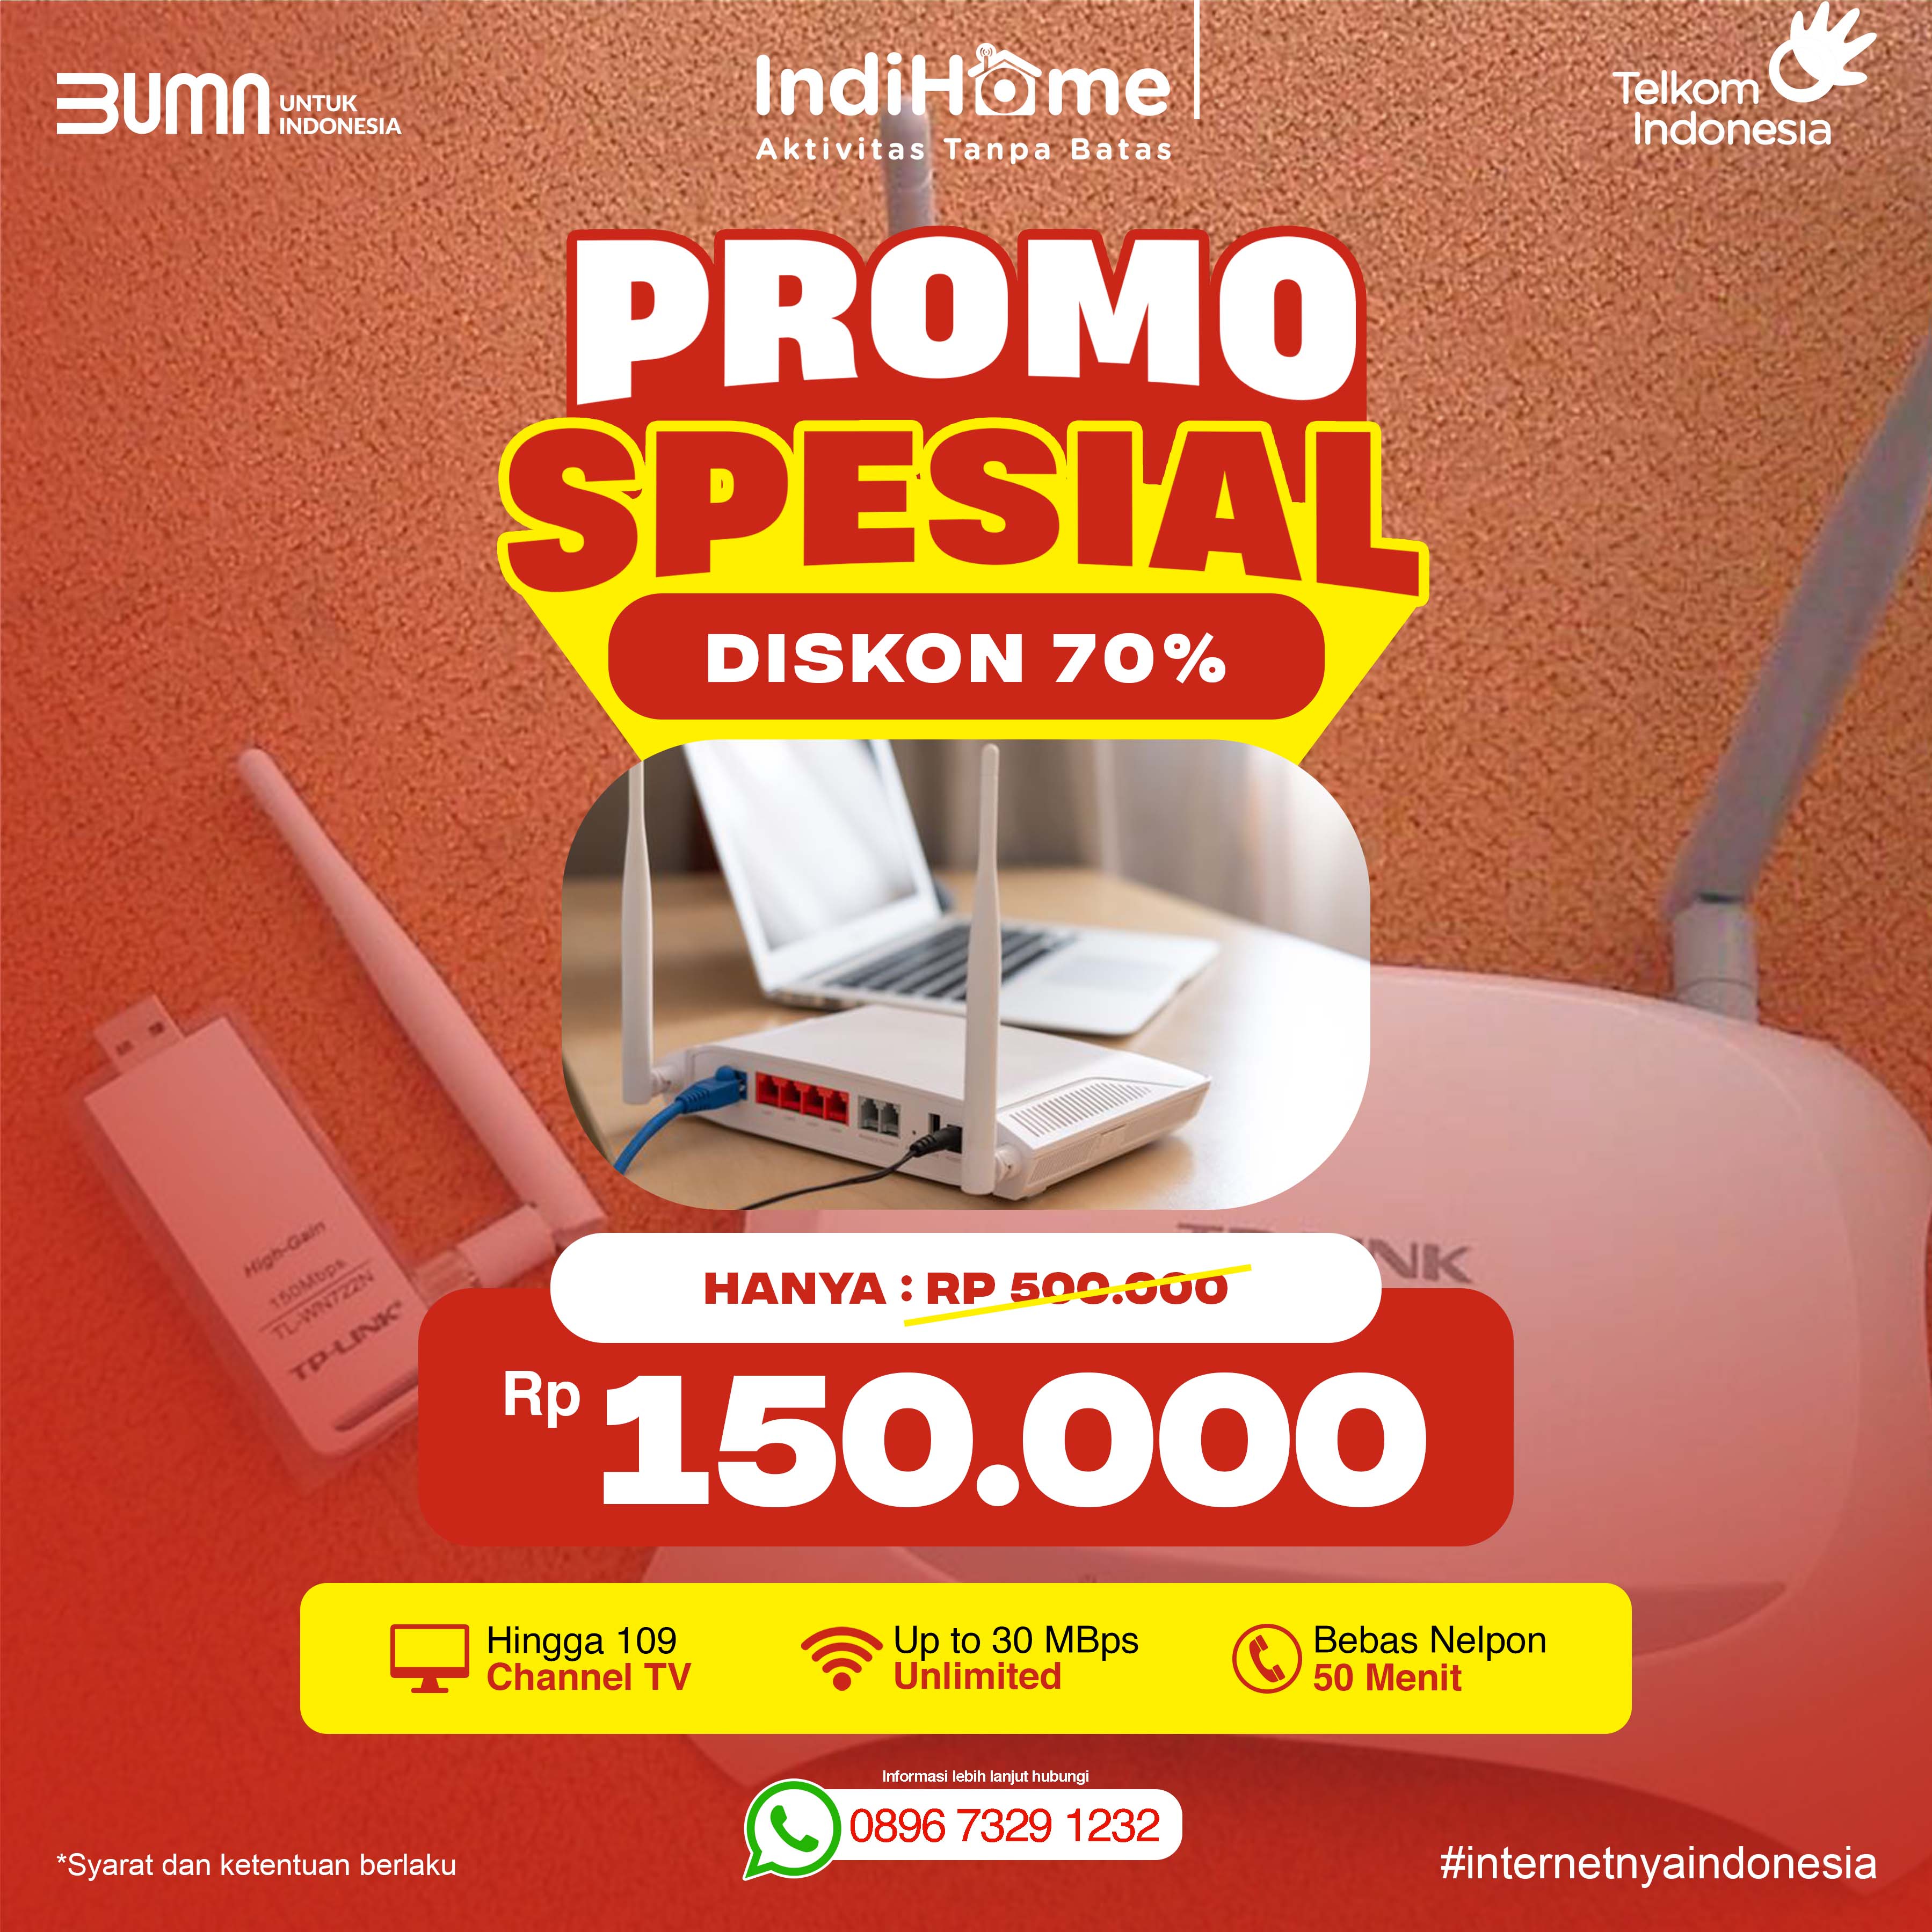 BUMN UNTUK
INDONESIA
IndiHome
Aktivitas Tanpa Batas
Telkom
Indonesia
PROMO
SPESIAL
DISKON 70%
High-Gain
150Mbps
TL-WN722N
TP-LINK
HANYA : RP 500.000
Rp 150.000
Hingga 109
Channel TV
Up to 30 MBps
Unlimited
Bebas Nelpon
50 Menit
Informasi lebih lanjut hubungi
0896 7329 1232
*Syarat dan ketentuan berlaku
#internetnyaindonesia